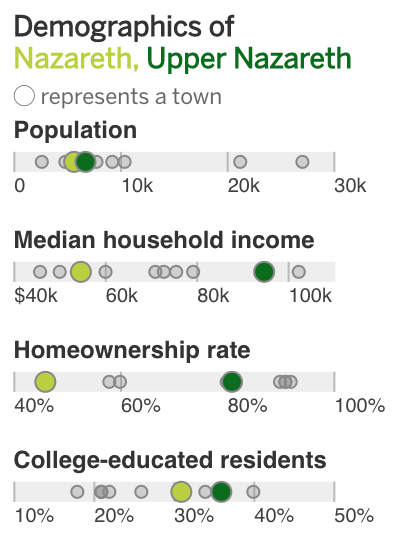 Demographics of
Nazareth, Upper Nazareth
represents a town
Population
0 10k 20k 30k
Median household income
$40k 60k 80k 100k
Homeownership rate
40% 60% 80% 100%
College-educated residents
10% 20% 30% 40% 50%